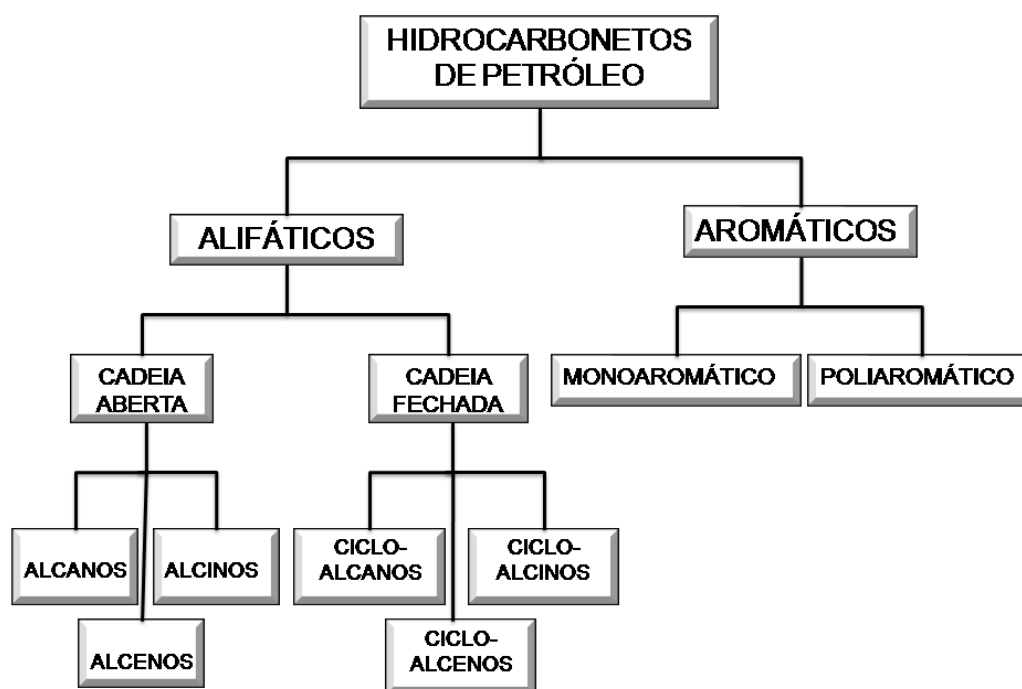 HIDROCARBONETOS
DE PETRÓLEO
ALIFÁTICOS
AROMÁTICOS
CADEIA
ABERTA
CADEIA
FECHADA
MONOAROMÁTICO
POLIAROMÁTICO
ALCANOS
ALCINOS
CICLO-
ALCANOS
CICLO-
ALCINOS
ALCENOS
CICLO-
ALCENOS